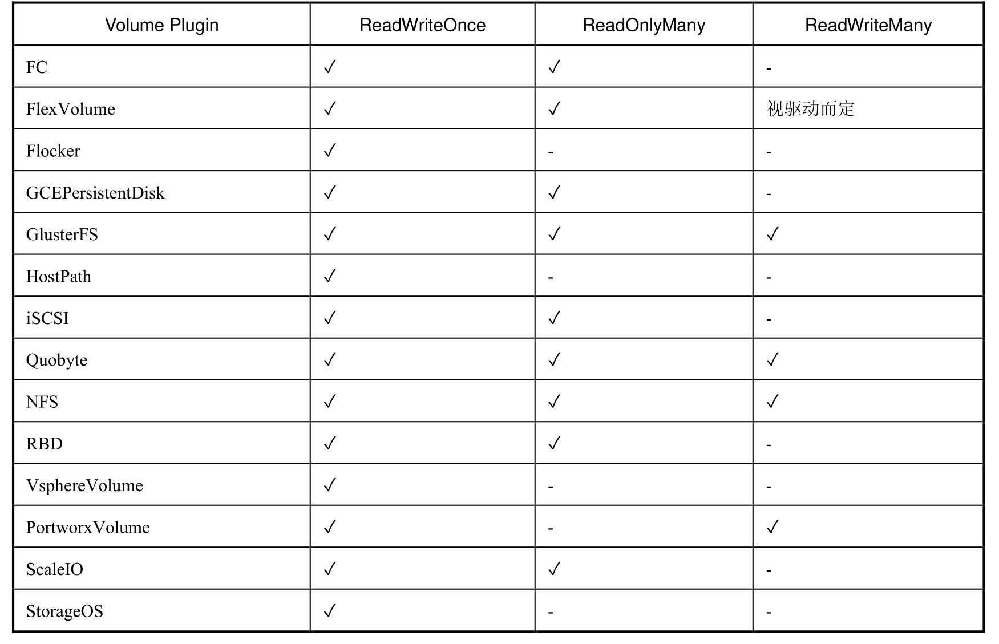 Volume Plugin ReadWriteOnce ReadOnlyMany ReadWriteMany
FC ✓ ✓ -
FlexVolume ✓ ✓ 视驱动而定
Flocker ✓ - -
GCEPersistentDisk ✓ ✓ -
GlusterFS ✓ ✓ ✓
HostPath ✓ - -
iSCSI ✓ ✓ -
Quobyte ✓ ✓ ✓
NFS ✓ ✓ ✓
RBD ✓ ✓ -
VsphereVolume ✓ - -
PortworxVolume ✓ - ✓
ScaleIO ✓ ✓ -
StorageOS ✓ - -